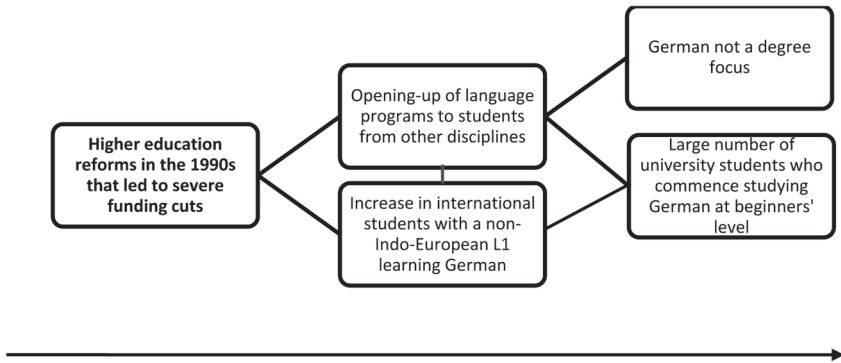 Higher education
reforms in the 1990s
that led to severe
funding cuts
Opening-up of language
programs to students
from other disciplines
Increase in international
students with a non-
Indo-European L1
learning German
German not a degree
focus
Large number of
university students who
commence studying
German at beginners'
level